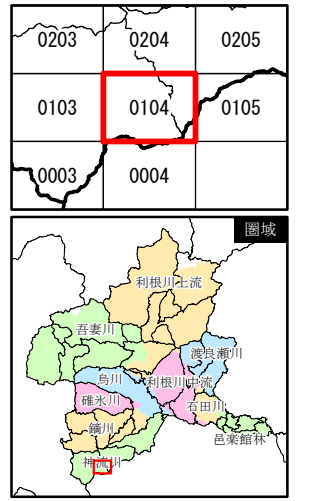 0203 0204 0205
0103 0104 0105
0003 0004
圏域
利根川上流
吾妻川
渡良瀬川
烏川 利根川中流
碓氷川
石田川
鏑川
邑楽館林
神流川